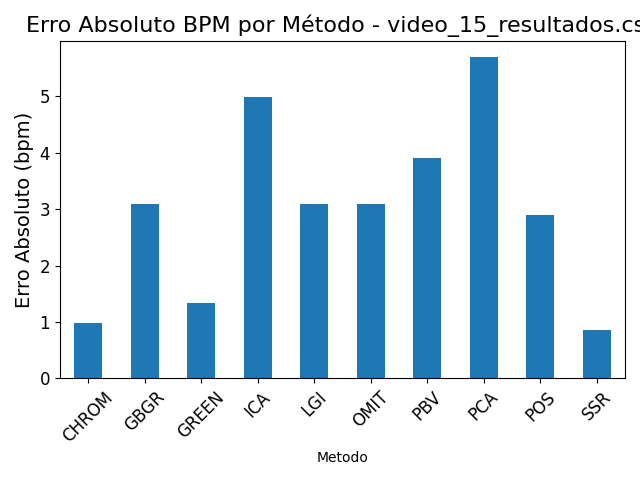 Erro Absoluto BPM por Método - video_15_resultados.cs
Erro Absoluto (bpm)
5
4
3
2
1
0
CHROM
GBGR
GREEN
ICA
LGI
OMIT
PBV
PCA
POS
SSR
Metodo